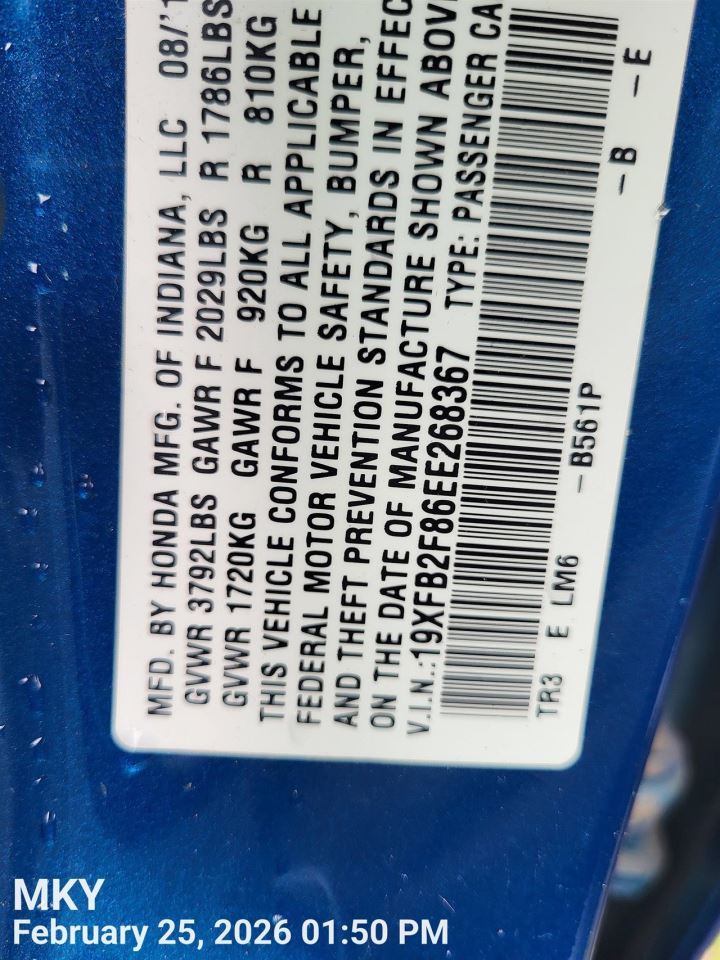 MFD. BY HONDA MFG. OF INDIANA, LLC 08/'1
GVWR 3792LBS GAWR F 2029LBS R 1786LBS
GVWR 1720KG GAWR F 920KG R 810KG
THIS VEHICLE CONFORMS TO ALL APPLICABLE
FEDERAL MOTOR VEHICLE SAFETY, BUMPER,
AND THEFT PREVENTION STANDARDS IN EFFEC
ON THE DATE OF MANUFACTURE SHOWN ABOVE
V.I.N.:19XFB2F86EE268367 TYPE: PASSENGER CA
TR3 E LM6 - B561P - B - E
MKY
February 25, 2026 01:50 PM